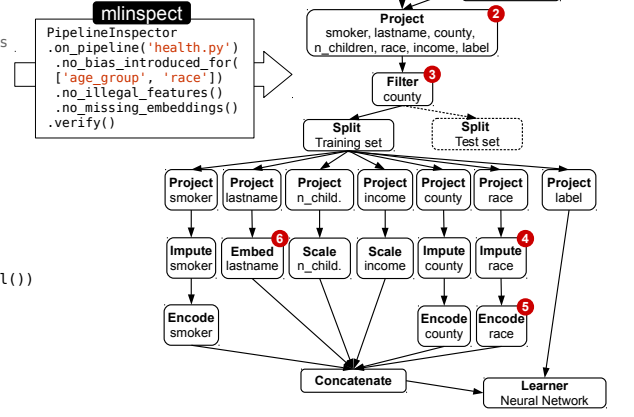 mlinspect
PipelineInspector
.on_pipeline('health.py')
.no_bias_introduced_for(
['age_group', 'race'])
.no_illegal_features()
.no_missing_embeddings()
.verify()
s
l())
2
Project
smoker, lastname, county,
n_children, race, income, label
3
Filter
county
Split
Training set
Split
Test set
Project Project Project Project Project Project Project
smoker lastname n_child. income county race label
6 4
Impute Embed Scale Scale Impute Impute
smoker lastname n_child. income county race
5
Encode Encode Encode
smoker county race
Concatenate
Learner
Neural Network